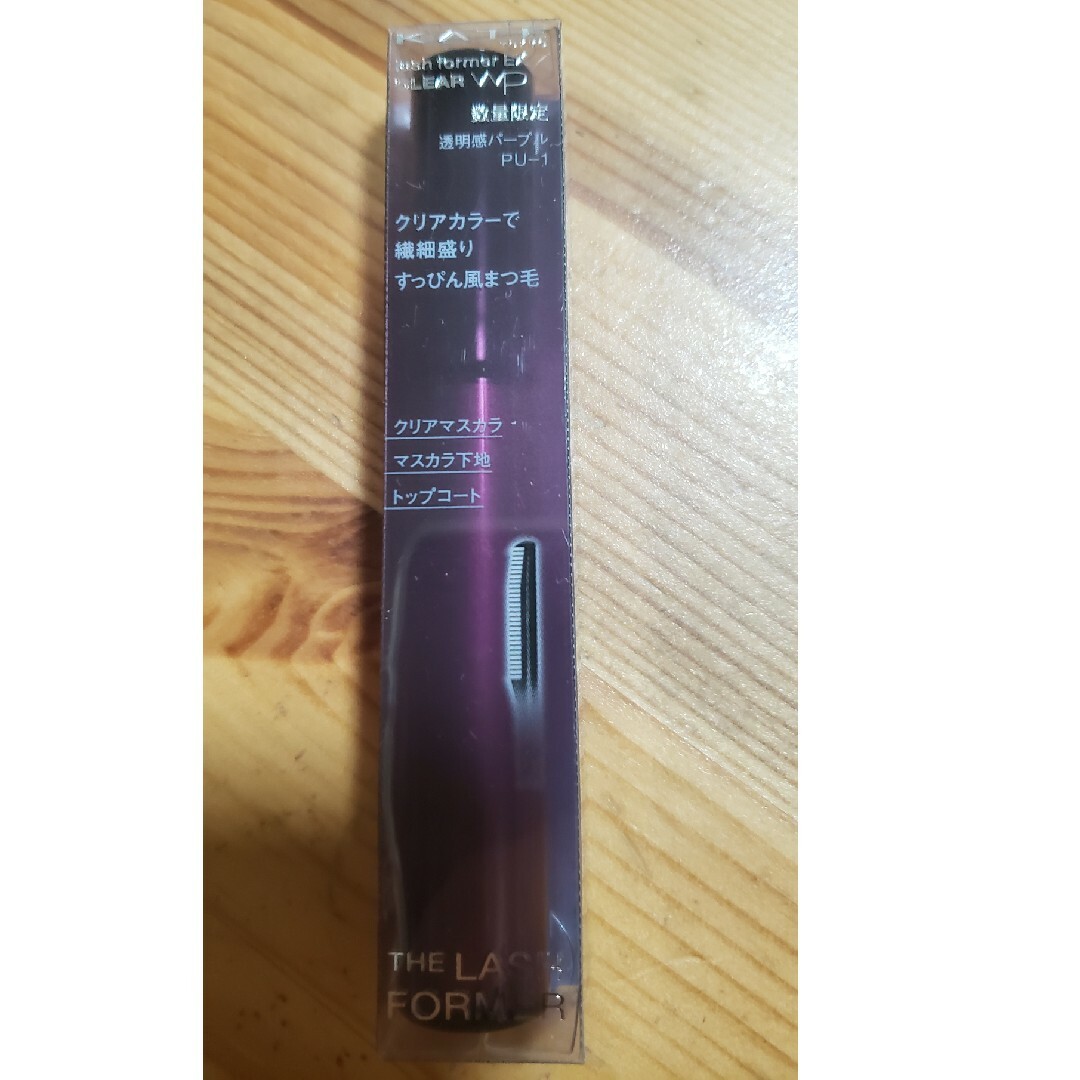 KATE
lash former EX
CLEAR WP
数量限定
透明感パープル
PU-1
クリアカラーで
繊細盛り
すっぴん風まつ毛
クリアマスカラ
マスカラ下地
トップコート
THE LASH
FORMER